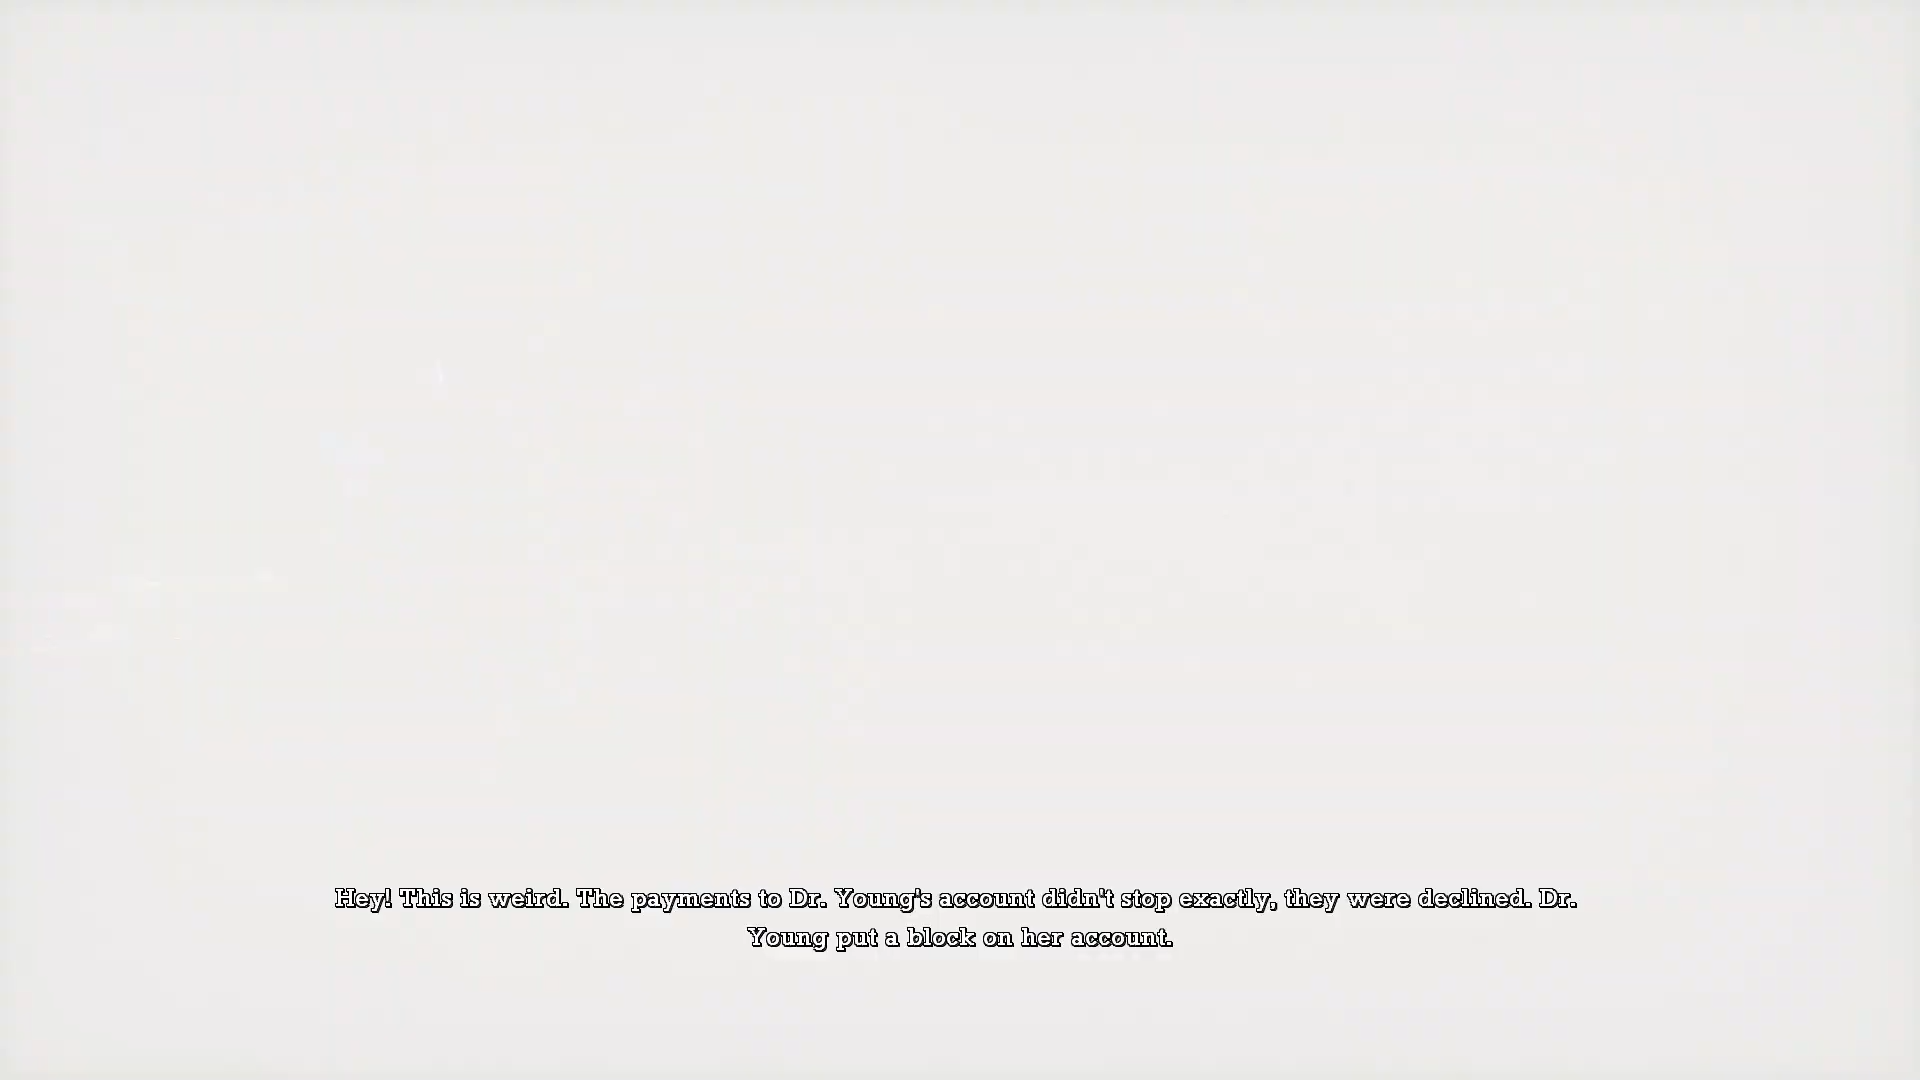 Hey! This is weird. The payments to Dr. Young's account didn't stop exactly, they were declined. Dr.
Young put a block on her account.